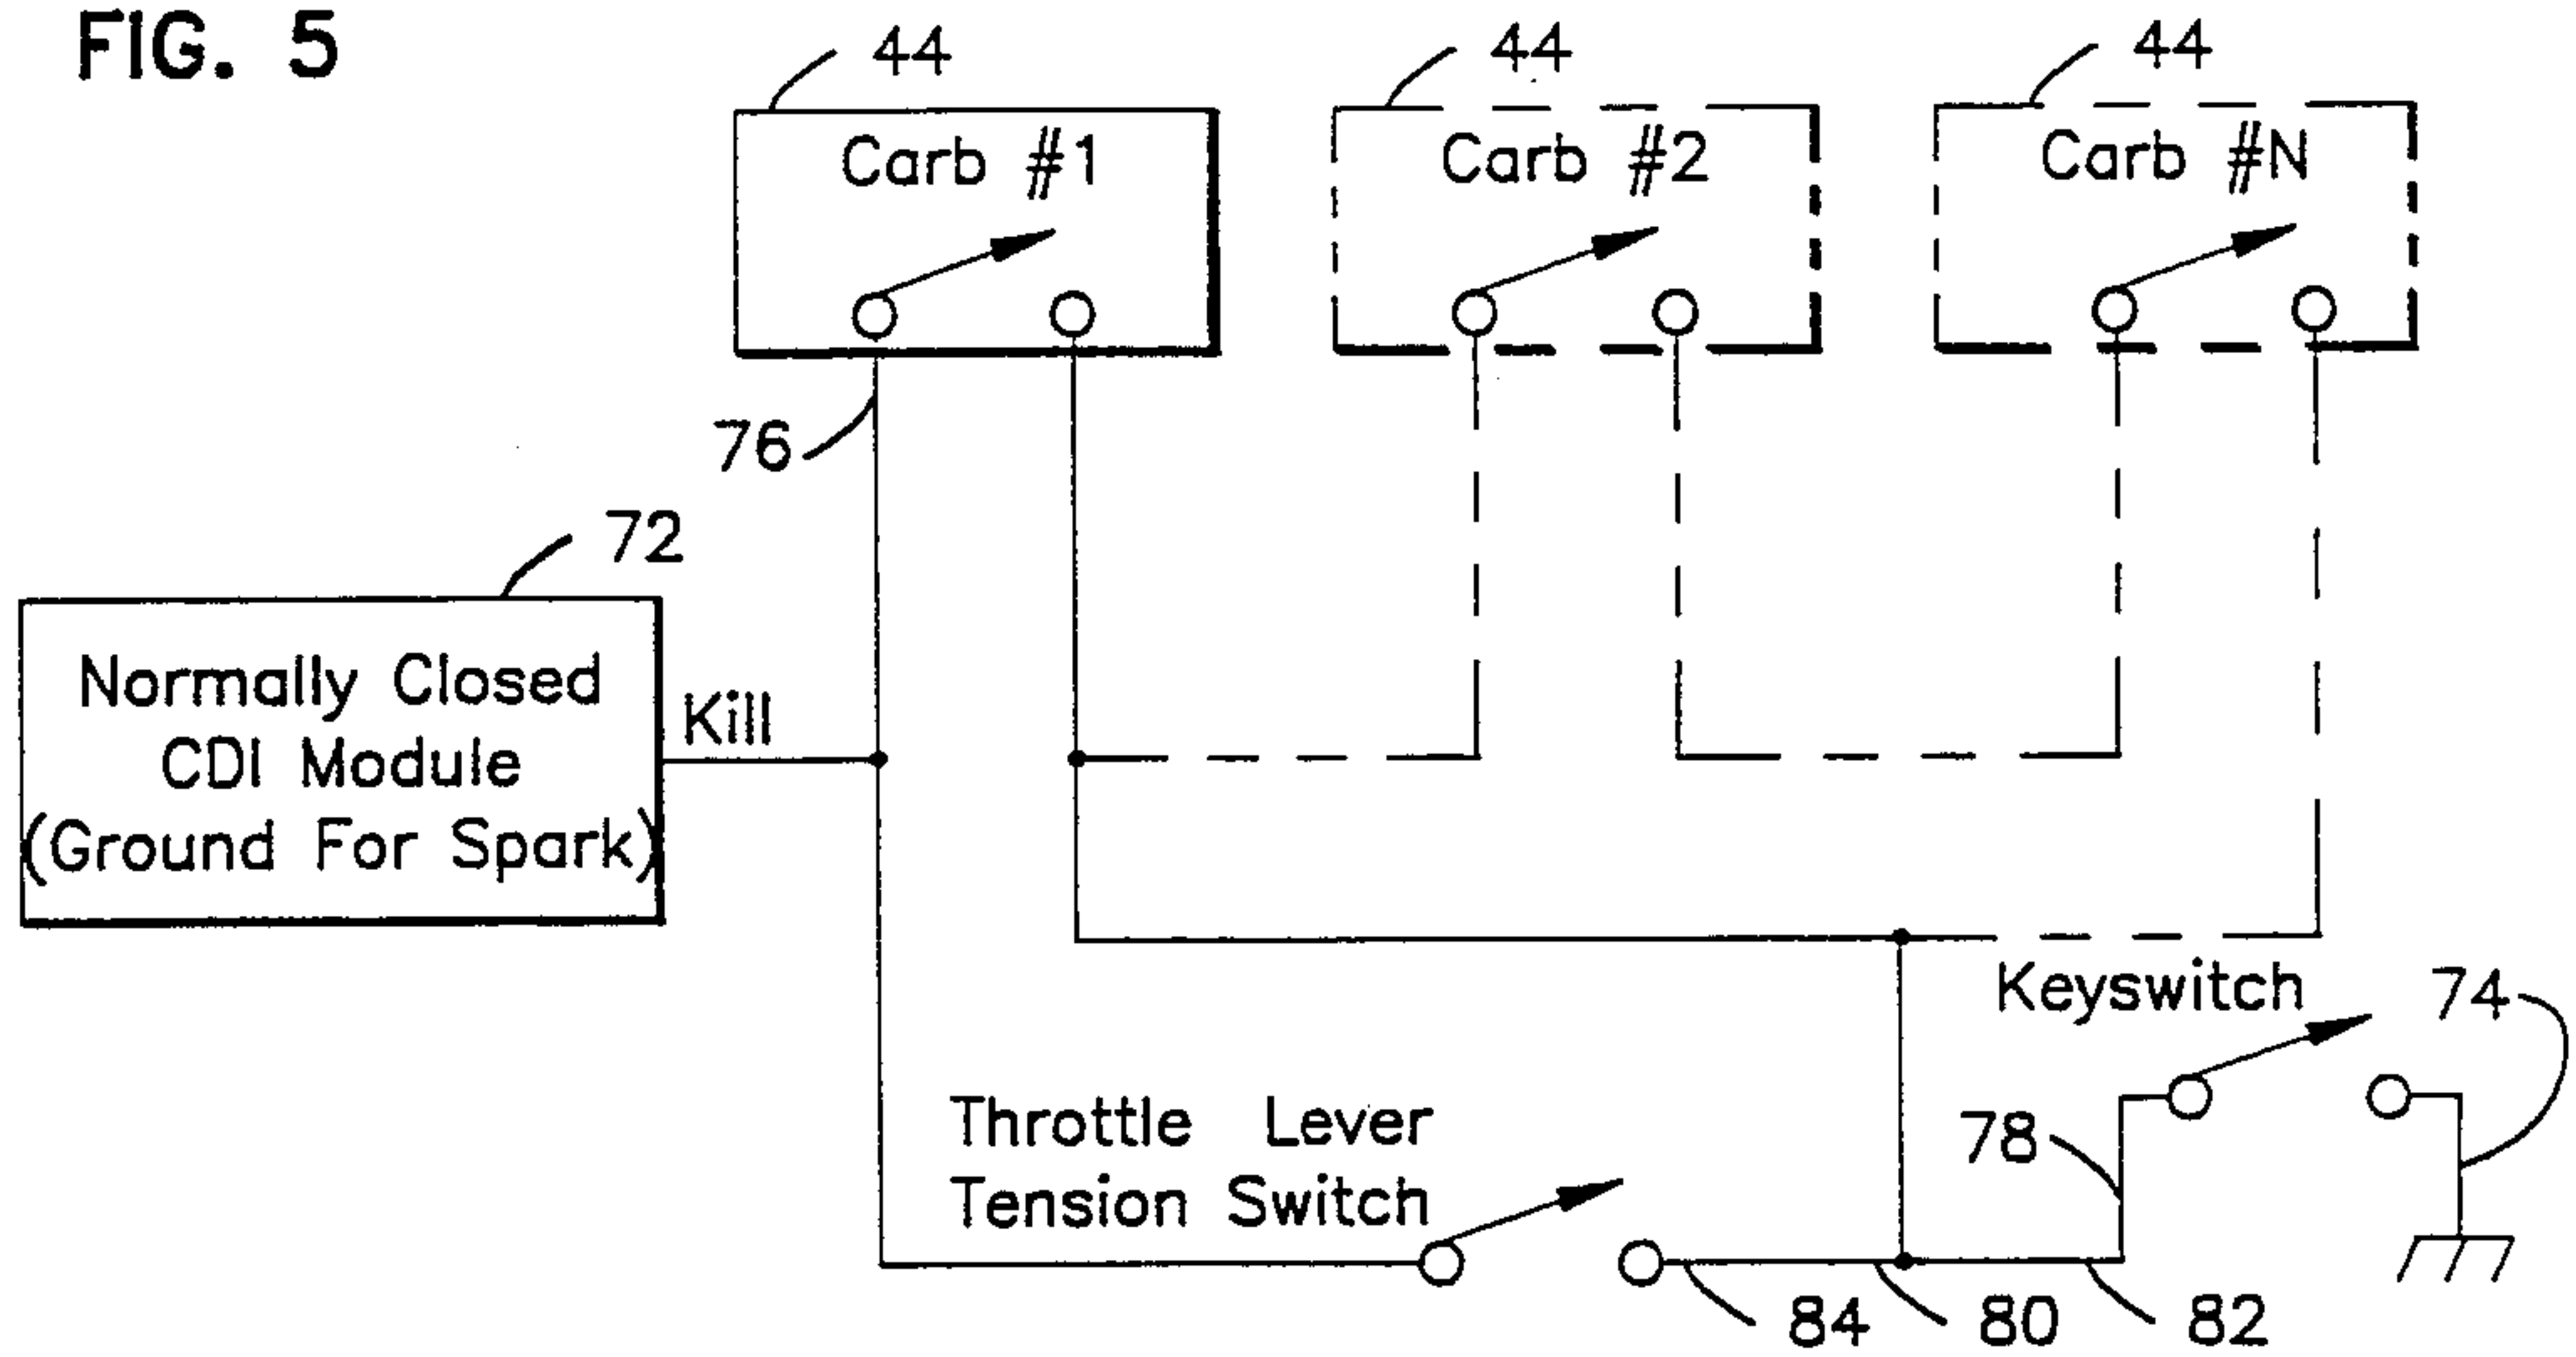 FIG. 5
44
44
44
Carb #1
Carb #2
Carb #N
76
72
Normally Closed
CDI Module
(Ground For Spark)
Kill
Keyswitch
74
Throttle Lever
Tension Switch
78
84
80
82